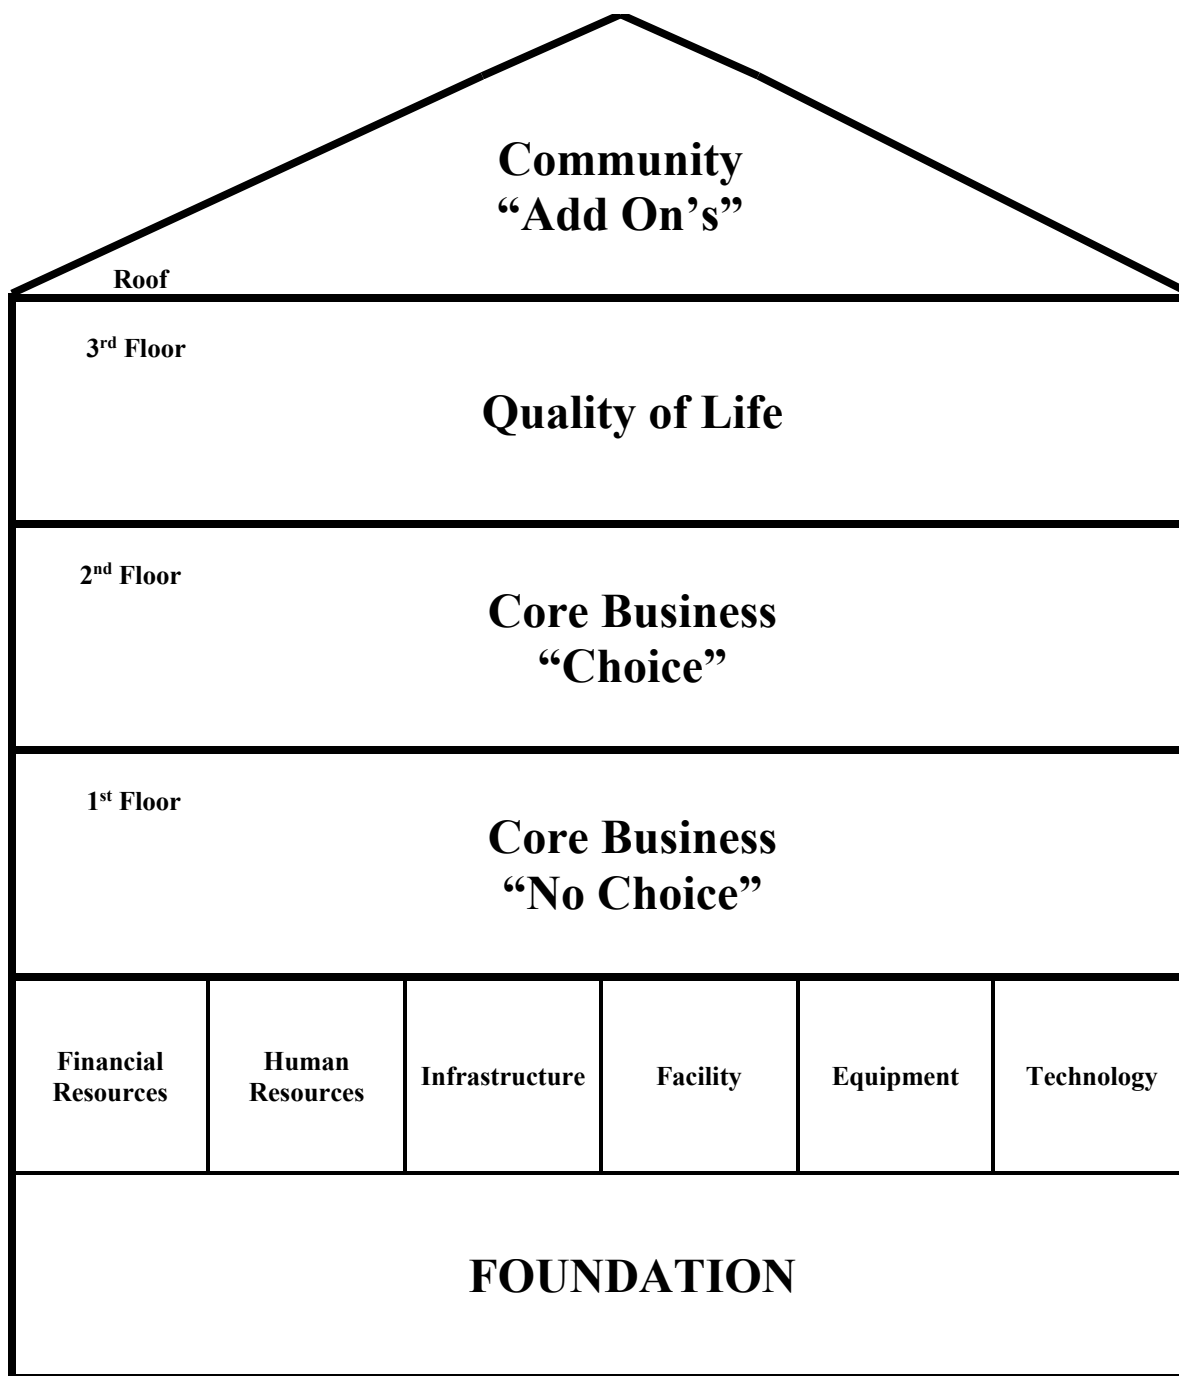 Community
“Add On’s”
Roof
3rd Floor
Quality of Life
2nd Floor
Core Business
“Choice”
1st Floor
Core Business
“No Choice”
Financial
Resources
Human
Resources
Infrastructure
Facility
Equipment
Technology
FOUNDATION